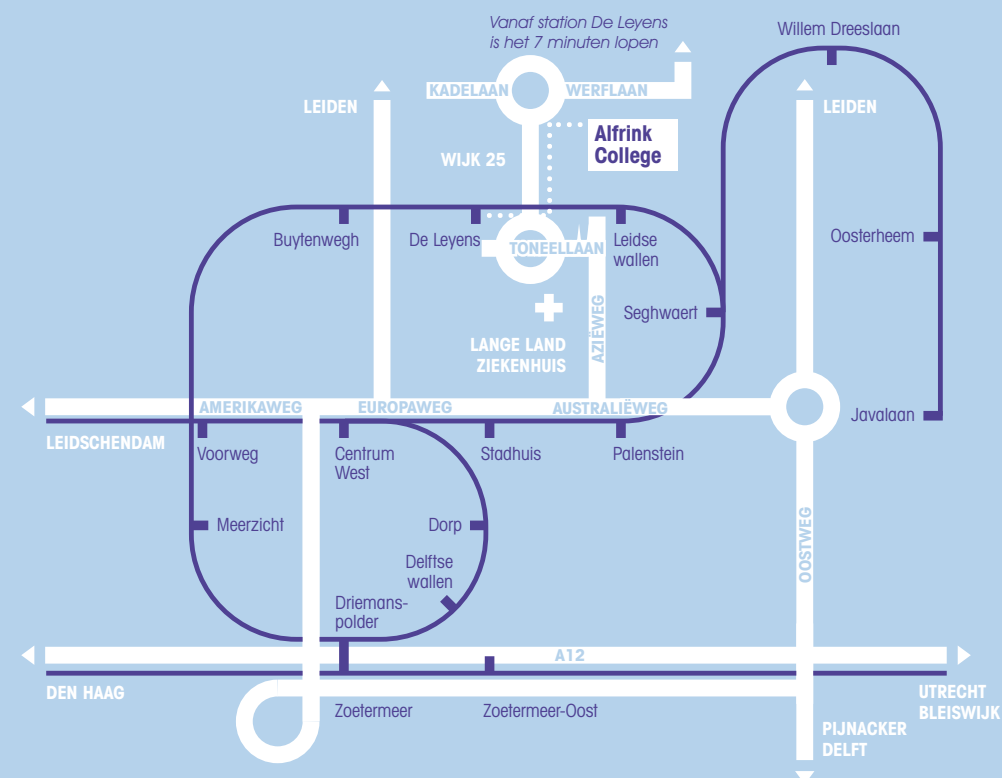 Vanaf station De Leyens
is het 7 minuten lopen
Willem Dreeslaan
KADELAAN
WERFLAAN
LEIDEN
LEIDEN
Alfrink
College
WIJK 25
Buytenwegh
De Leyens
TONEELLAAN
Leidse
wallen
Oosterheem
Seghwaert
AZIËWEG
LANGE LAND
ZIEKENHUIS
AMERIKAWEG
EUROPAWEG
AUSTRALIËWEG
Javalaan
LEIDSCHENDAM
Voorweg
Centrum
West
Stadhuis
Palenstein
Meerzicht
Dorp
OOSTWEG
Delftse
wallen
Driemans-
polder
A12
DEN HAAG
UTRECHT
BLEISWIJK
Zoetermeer
Zoetermeer-Oost
PIJNACKER
DELFT